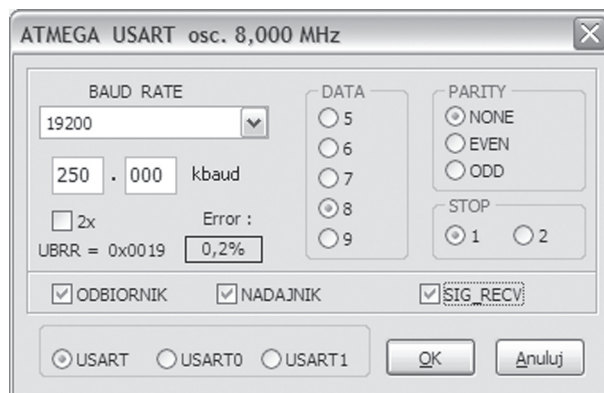 ATMEGA USART osc. 8,000 MHz
BAUD RATE
19200
250 . 000 kbaud
2x
Error :
UBRR = 0x0019
0,2%
DATA
5
6
7
8
9
PARITY
NONE
EVEN
ODD
STOP
1
2
ODBIORNIK
NADAJNIK
SIG_RECV
USART
USART0
USART1
OK
Anuluj